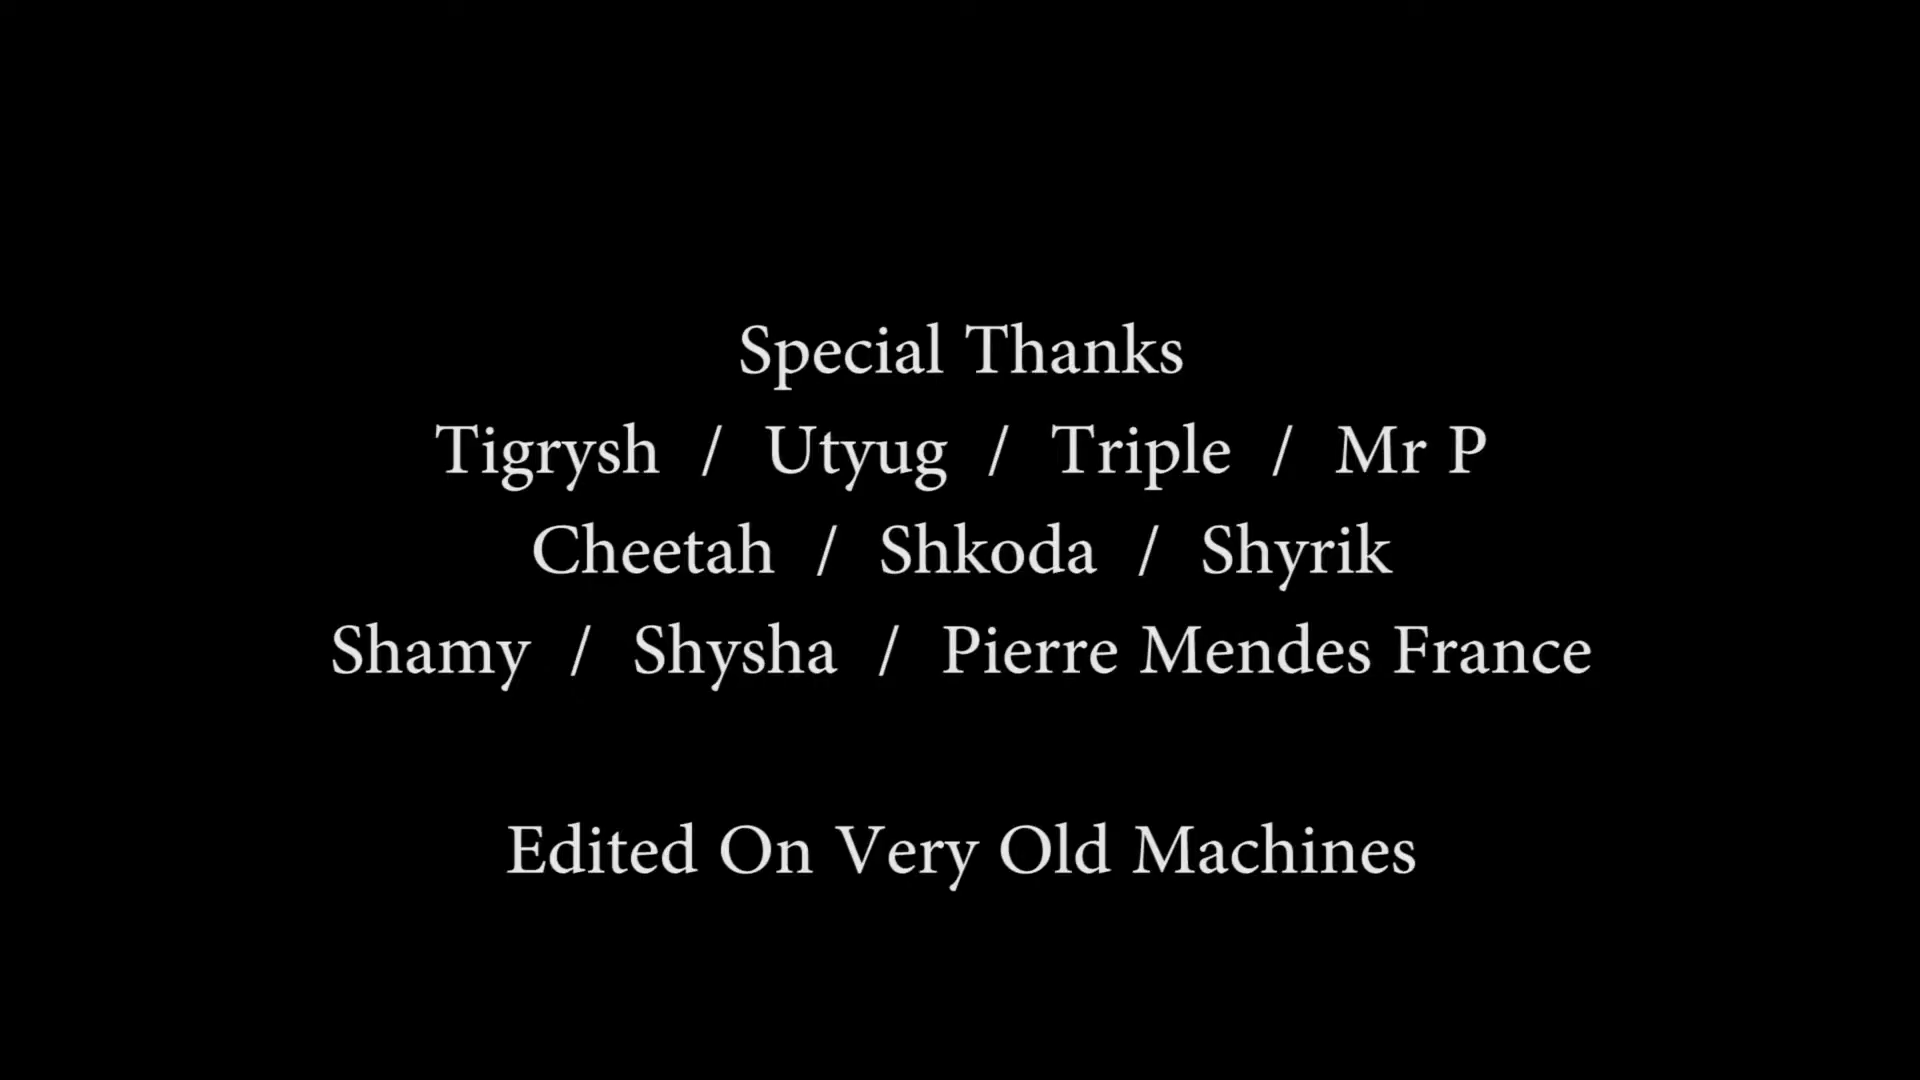 Special Thanks
Tigrysh / Utyug / Triple / Mr P
Cheetah / Shkoda / Shyrik
Shamy / Shysha / Pierre Mendes France
Edited On Very Old Machines